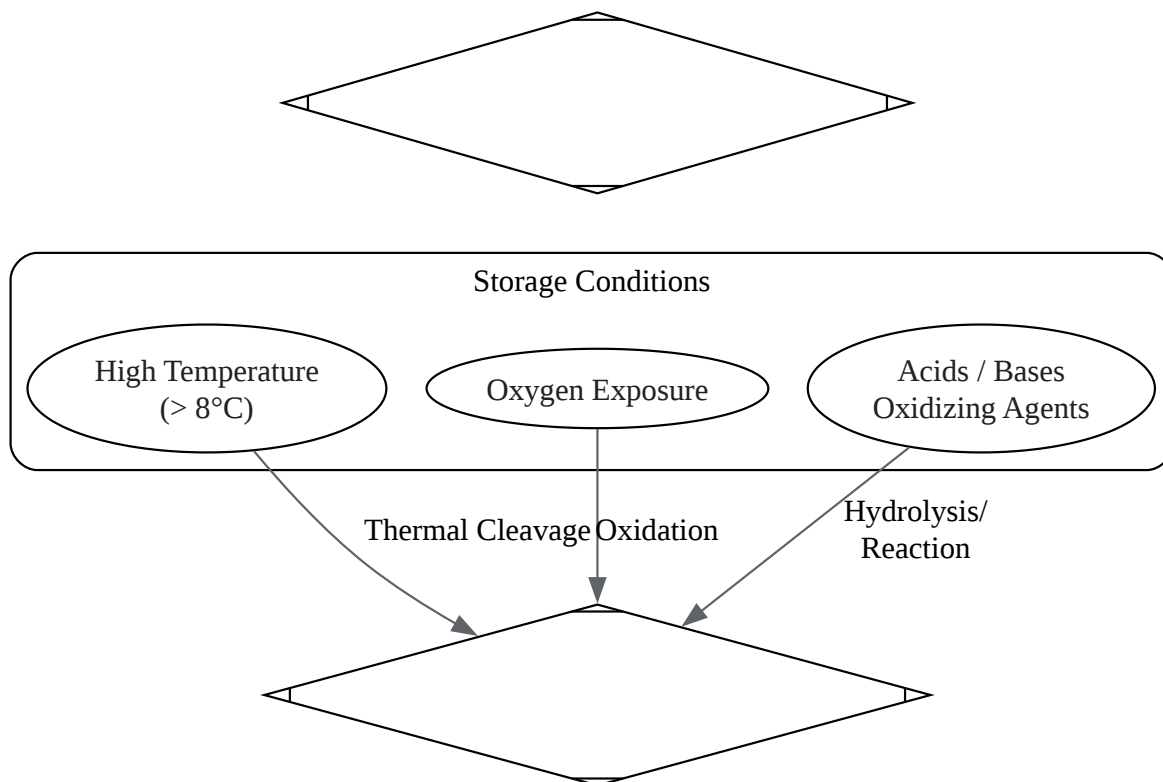 Storage Conditions
High Temperature
(> 8°C)
Oxygen Exposure
Acids / Bases
Oxidizing Agents
Thermal Cleavage
Oxidation
Hydrolysis/
Reaction